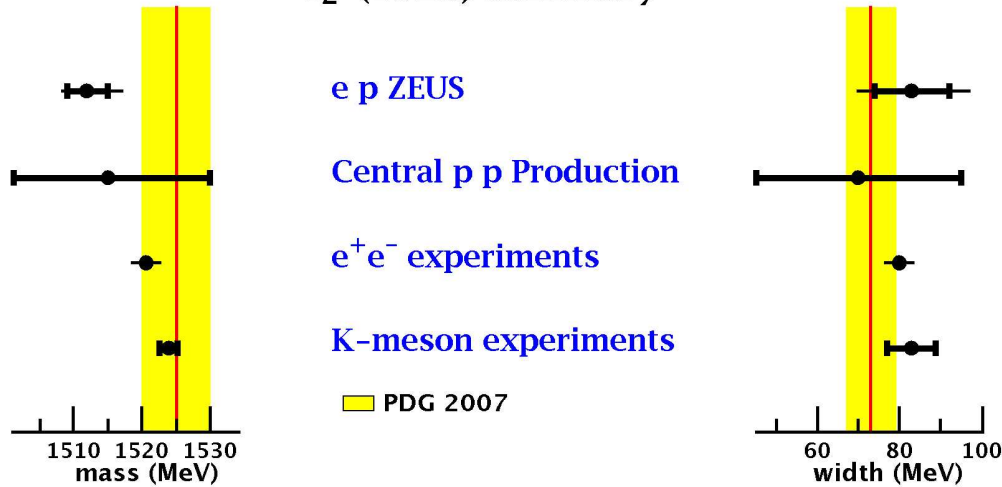 e p ZEUS
Central p p Production
e⁺e⁻ experiments
K-meson experiments
PDG 2007
1510 1520 1530
mass (MeV)
60 80 100
width (MeV)